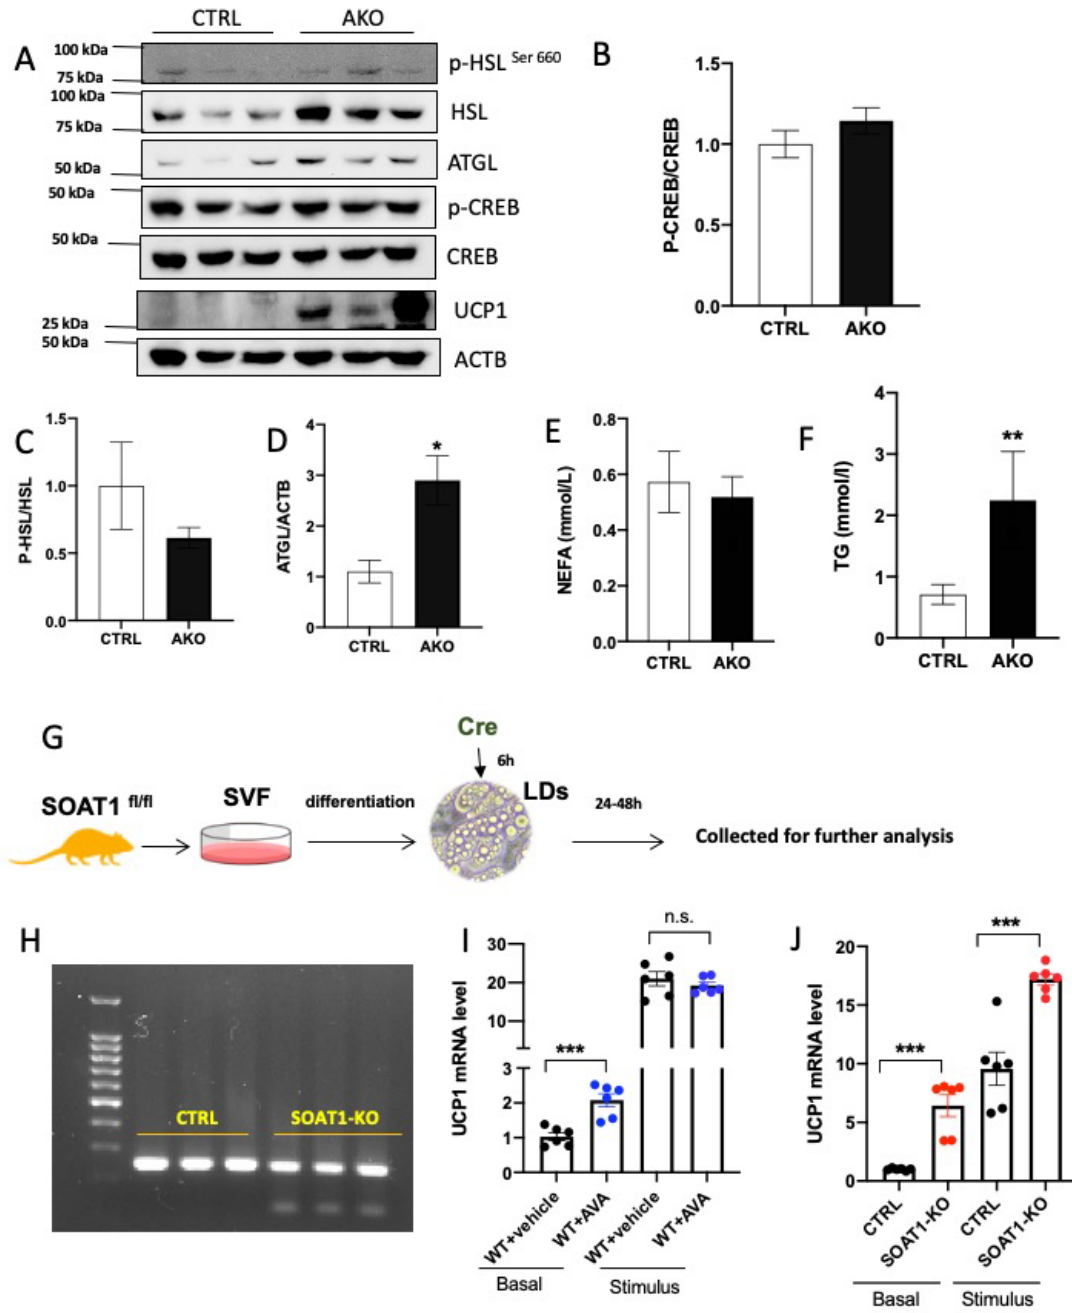 CTRL AKO
A
100 kDa
75 kDa
p-HSL Ser 660
100 kDa
75 kDa
HSL
50 kDa
ATGL
50 kDa
p-CREB
50 kDa
CREB
25 kDa
UCP1
50 kDa
ACTB
B
P-CREB/CREB
1.5
1.0
0.5
0.0
CTRL AKO
C
P-HSL/HSL
1.5
1.0
0.5
0.0
CTRL AKO
D
ATGL/ACTB
4
3
2
1
0
*
CTRL AKO
E
NEFA (mmol/L)
0.8
0.6
0.4
0.2
0.0
CTRL AKO
F
TG (mmol/l)
4
3
2
1
0
**
CTRL AKO
G
Cre
6h
SOAT1 fl/fl
SVF
differentiation
LDs
24-48h
Collected for further analysis
H
CTRL SOAT1-KO
I
UCP1 mRNA level
30
20
10
3
2
1
0
***
n.s.
WT+vehicle
WT+AVA
WT+vehicle
WT+AVA
Basal Stimulus
J
UCP1 mRNA level
20
15
10
5
0
***
***
CTRL
SOAT1-KO
CTRL
SOAT1-KO
Basal Stimulus